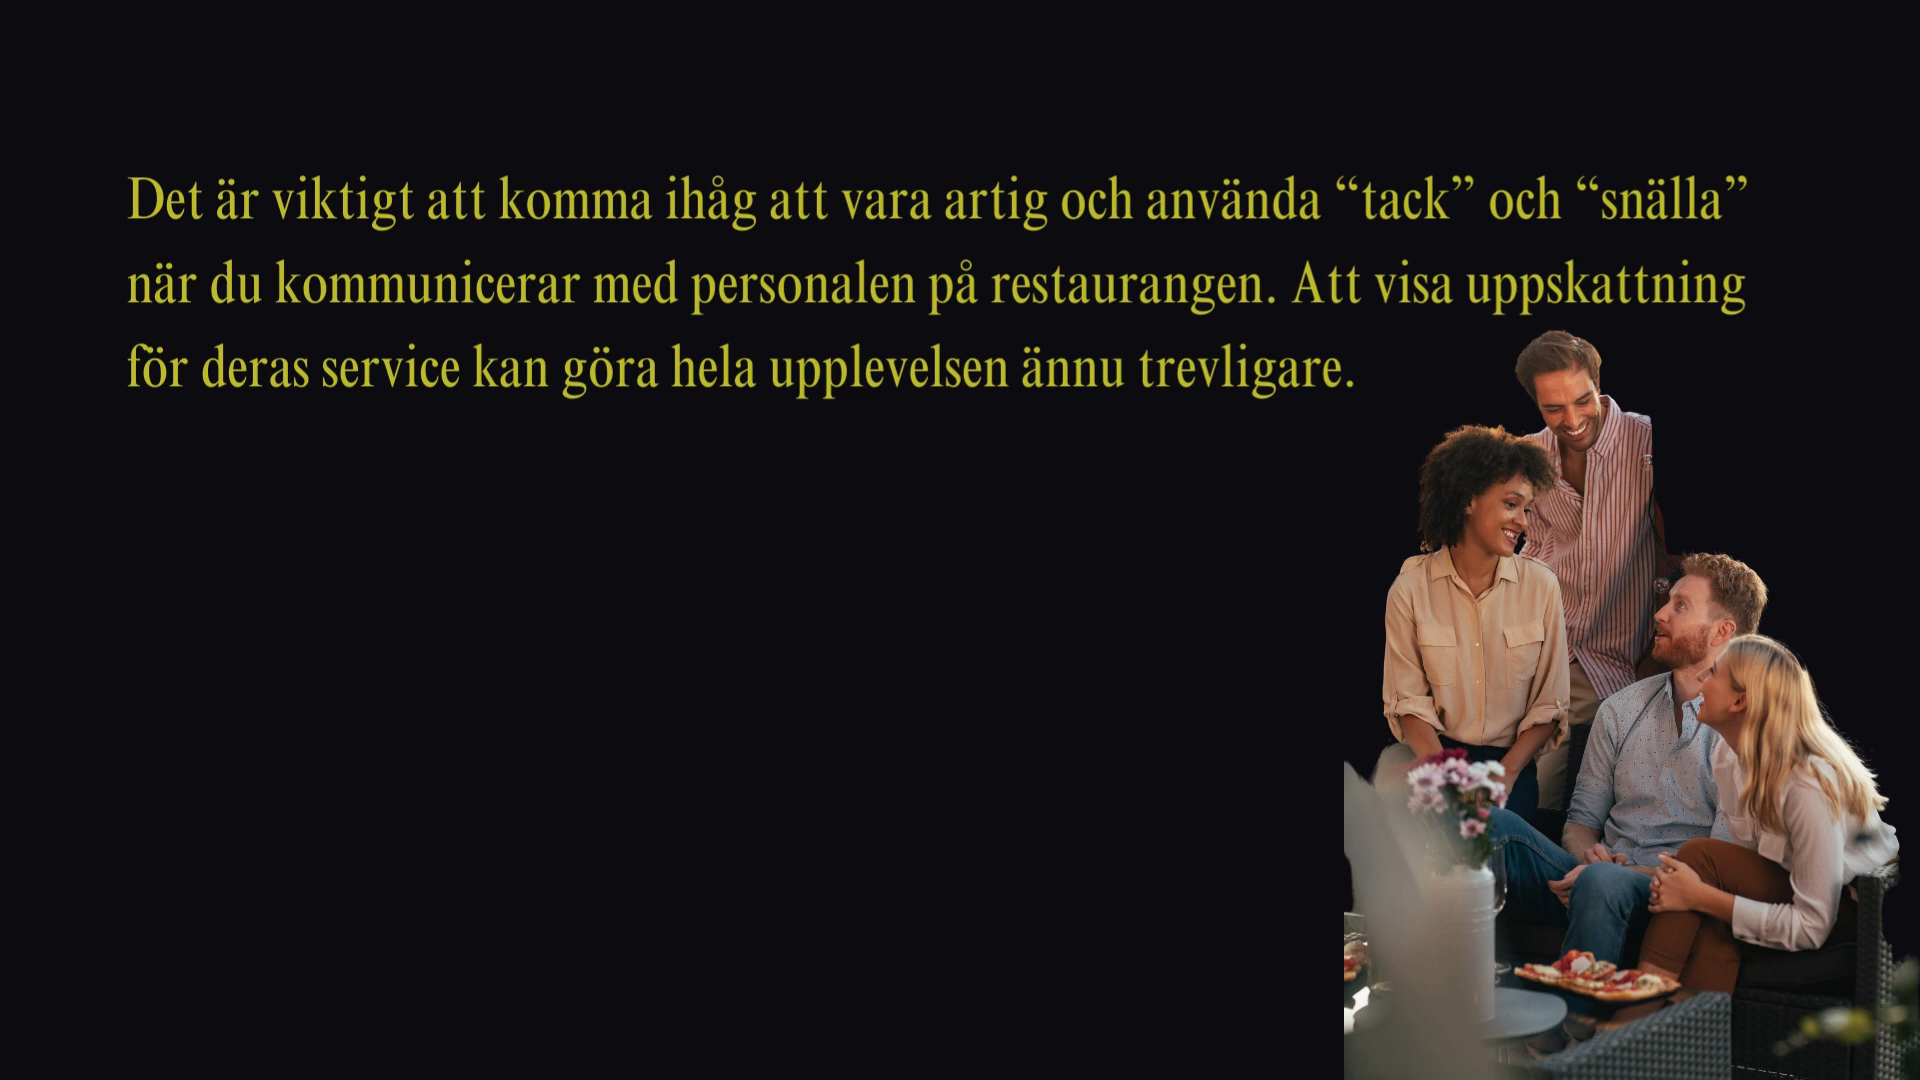 Det är viktigt att komma ihåg att vara artig och använda “tack” och “snälla”
när du kommunicerar med personalen på restaurangen. Att visa uppskattning
för deras service kan göra hela upplevelsen ännu trevligare.